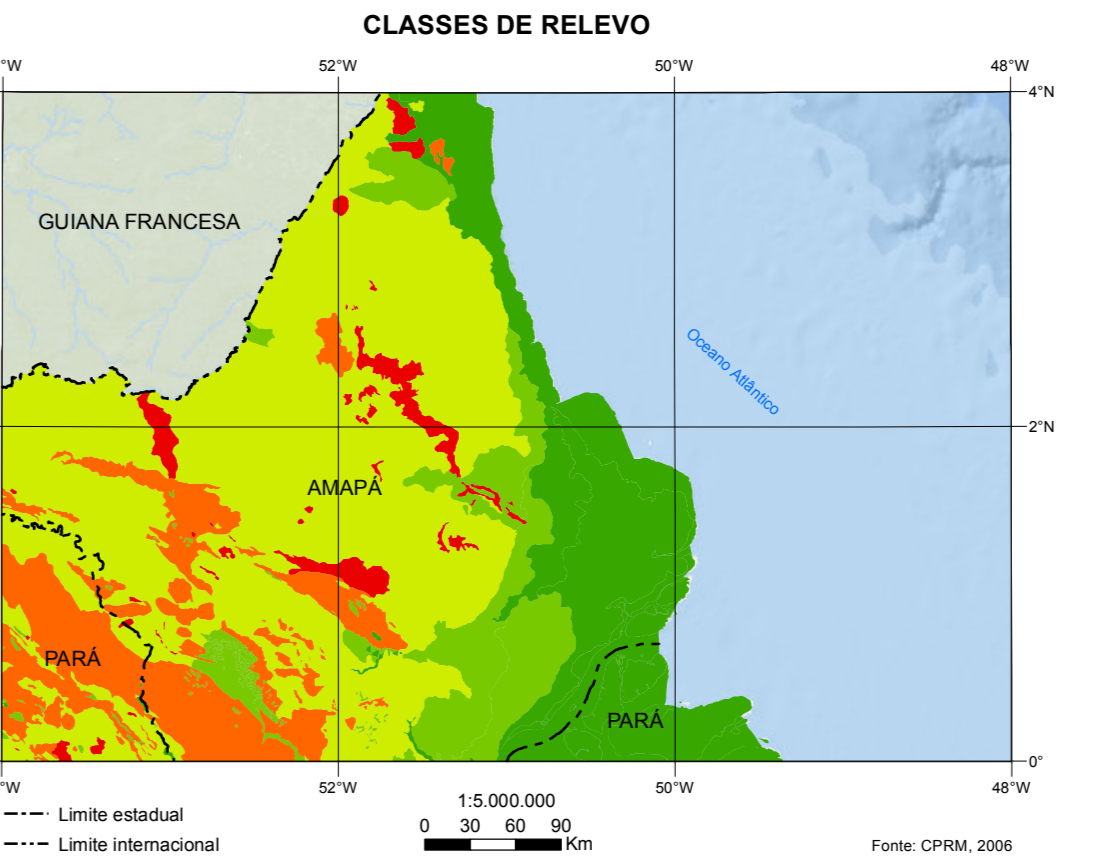 CLASSES DE RELEVO
°W 52°W 50°W 48°W
4°N
GUIANA FRANCESA
Oceano Atlântico
2°N
AMAPÁ
PARÁ
PARÁ
0°
°W 52°W 50°W 48°W
1:5.000.000
Limite estadual
0 30 60 90
Km
Limite internacional
Fonte: CPRM, 2006